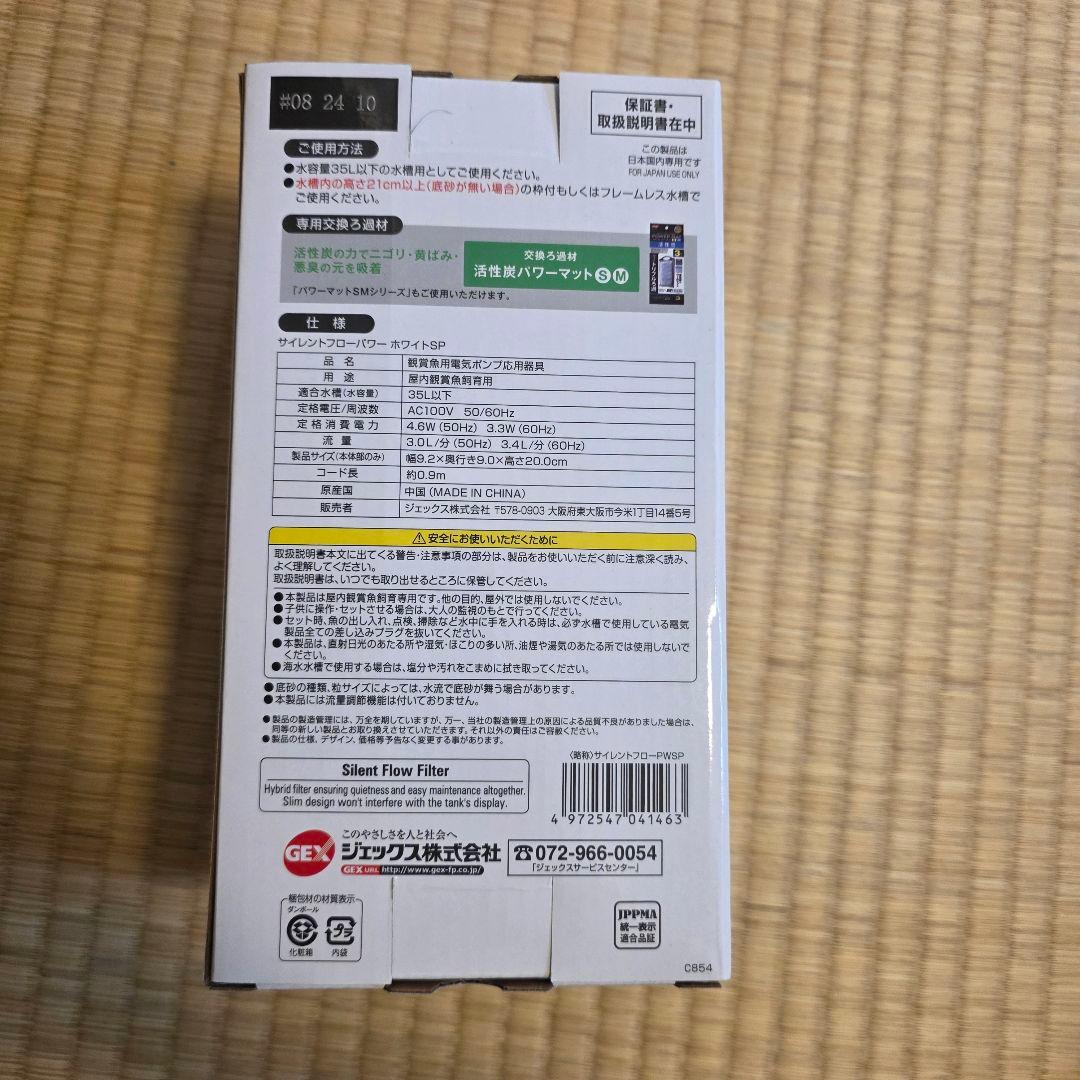 #08 24 10
保証書・
取扱説明書在中
この製品は
日本国内専用です
FOR JAPAN USE ONLY
ご使用方法
●水容量35L以下の水槽用としてご使用ください。
●水槽内の高さ21cm以上(底砂が無い場合)の枠付もしくはフレームレス水槽で
ご使用ください。
専用交換ろ過材
活性炭の力でニゴリ・黄ばみ・
悪臭の元を吸着
交換ろ過材
活性炭パワーマット S M
「パワーマットSMシリーズ」もご使用いただけます。
仕様
サイレントフローパワー ホワイトSP
品名 観賞魚用電気ポンプ応用器具
用途 屋内観賞魚飼育用
適合水槽(水容量) 35L以下
定格電圧/周波数 AC100V 50/60Hz
定格消費電力 4.6W(50Hz) 3.3W(60Hz)
流量 3.0L/分(50Hz) 3.4L/分(60Hz)
製品サイズ(本体部のみ) 幅9.2×奥行き9.0×高さ20.0cm
コード長 約0.9m
原産国 中国(MADE IN CHINA)
販売者 ジェックス株式会社 〒578-0903 大阪府東大阪市今米1丁目14番5号
⚠安全にお使いいただくために
取扱説明書本文に出てくる警告・注意事項の部分は、製品をお使いいただく前に注意深く読み、
よく理解してください。
取扱説明書は、いつでも取り出せるところに保管してください。
●本製品は屋内観賞魚飼育専用です。他の目的、屋外では使用しないでください。
●子供に操作・セットさせる場合は、大人の監視のもとで行ってください。
●セット時、魚の出し入れ、点検、掃除など水中に手を入れる時は、必ず水槽で使用している電気
製品全ての差し込みプラグを抜いてください。
●本製品は、直射日光のあたる所や湿気・ほこりの多い所、油煙や湯気のあたる所では使用しないで
ください。
●海水水槽で使用する場合は、塩分や汚れをこまめに拭き取ってください。
●底砂の種類、粒サイズによっては、水流で底砂が舞う場合があります。
●本製品には流量調節機能は付いておりません。
●製品の製造管理には、万全を期していますが、万一、当社の製造管理上の原因による品質不良がありました場合は、
同等の新しい製品とお取り換えさせていただきます。それ以外の責任はご容赦ください。
●製品の仕様、デザイン、価格等予告なく変更する事があります。
〈略称〉サイレントフローPWSP
Silent Flow Filter
Hybrid filter ensuring quietness and easy maintenance altogether.
Slim design won't interfere with the tank's display.
4 972547 041463
このやさしさを人と社会へ
GEX ジェックス株式会社
GEX URL http://www.gex-fp.co.jp/
☎072-966-0054
「ジェックスサービスセンター」
梱包材の材質表示
ダンボール
プラ
化粧箱 内袋
JPPMA
統一表示
適合品証
C854